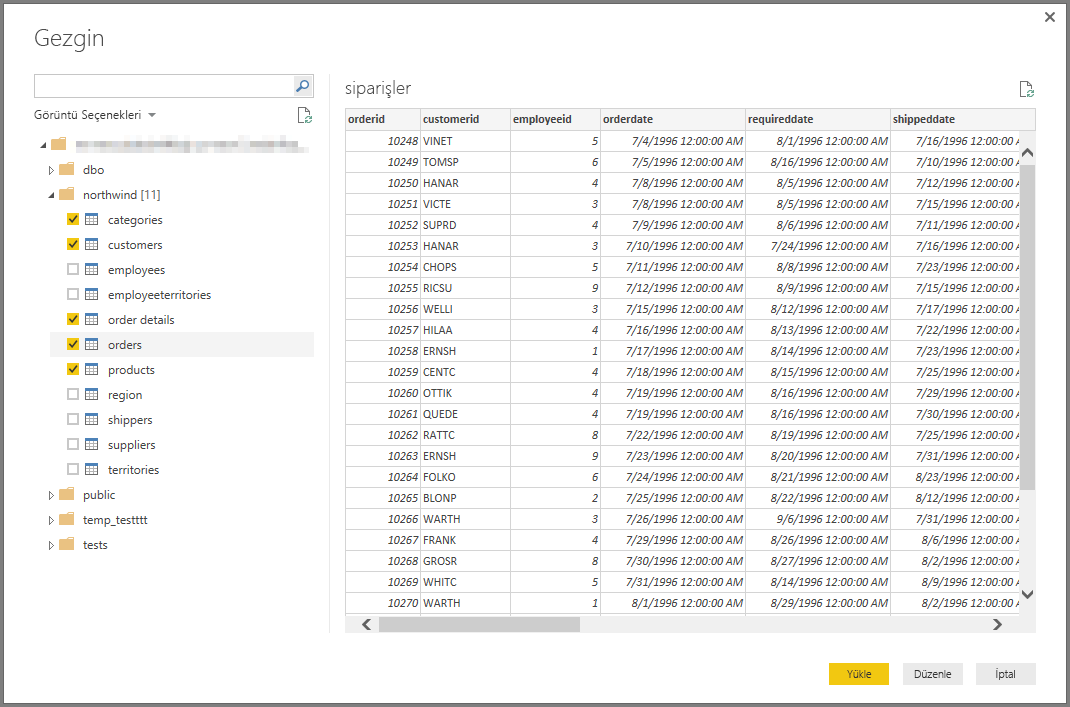 Gezgin
Görüntü Seçenekleri
dbo
northwind [11]
categories
customers
employees
employeeterritories
order details
orders
products
region
shippers
suppliers
territories
public
temp_testttt
tests
siparişler
orderid customerid employeeid orderdate requireddate shippeddate
10248 VINET 5 7/4/1996 12:00:00 AM 8/1/1996 12:00:00 AM 7/16/1996 12:00:00
10249 TOMSP 6 7/5/1996 12:00:00 AM 8/16/1996 12:00:00 AM 7/10/1996 12:00:00
10250 HANAR 4 7/8/1996 12:00:00 AM 8/5/1996 12:00:00 AM 7/12/1996 12:00:00
10251 VICTE 3 7/8/1996 12:00:00 AM 8/5/1996 12:00:00 AM 7/15/1996 12:00:00
10252 SUPRD 4 7/9/1996 12:00:00 AM 8/6/1996 12:00:00 AM 7/11/1996 12:00:00
10253 HANAR 3 7/10/1996 12:00:00 AM 7/24/1996 12:00:00 AM 7/16/1996 12:00:00
10254 CHOPS 5 7/11/1996 12:00:00 AM 8/8/1996 12:00:00 AM 7/23/1996 12:00:00
10255 RICSU 9 7/12/1996 12:00:00 AM 8/9/1996 12:00:00 AM 7/15/1996 12:00:00
10256 WELLI 3 7/15/1996 12:00:00 AM 8/12/1996 12:00:00 AM 7/17/1996 12:00:00
10257 HILAA 4 7/16/1996 12:00:00 AM 8/13/1996 12:00:00 AM 7/22/1996 12:00:00
10258 ERNSH 1 7/17/1996 12:00:00 AM 8/14/1996 12:00:00 AM 7/23/1996 12:00:00
10259 CENTC 4 7/18/1996 12:00:00 AM 8/15/1996 12:00:00 AM 7/25/1996 12:00:00
10260 OTTIK 4 7/19/1996 12:00:00 AM 8/16/1996 12:00:00 AM 7/29/1996 12:00:00
10261 QUEDE 4 7/19/1996 12:00:00 AM 8/16/1996 12:00:00 AM 7/30/1996 12:00:00
10262 RATTC 8 7/22/1996 12:00:00 AM 8/19/1996 12:00:00 AM 7/25/1996 12:00:00
10263 ERNSH 9 7/23/1996 12:00:00 AM 8/20/1996 12:00:00 AM 7/31/1996 12:00:00
10264 FOLKO 6 7/24/1996 12:00:00 AM 8/21/1996 12:00:00 AM 8/23/1996 12:00:00
10265 BLONP 2 7/25/1996 12:00:00 AM 8/22/1996 12:00:00 AM 8/12/1996 12:00:00
10266 WARTH 3 7/26/1996 12:00:00 AM 9/6/1996 12:00:00 AM 7/31/1996 12:00:00
10267 FRANK 4 7/29/1996 12:00:00 AM 8/26/1996 12:00:00 AM 8/6/1996 12:00:00
10268 GROSR 8 7/30/1996 12:00:00 AM 8/27/1996 12:00:00 AM 8/2/1996 12:00:00
10269 WHITC 5 7/31/1996 12:00:00 AM 8/14/1996 12:00:00 AM 8/9/1996 12:00:00
10270 WARTH 1 8/1/1996 12:00:00 AM 8/29/1996 12:00:00 AM 8/2/1996 12:00:00
Yükle Düzenle İptal